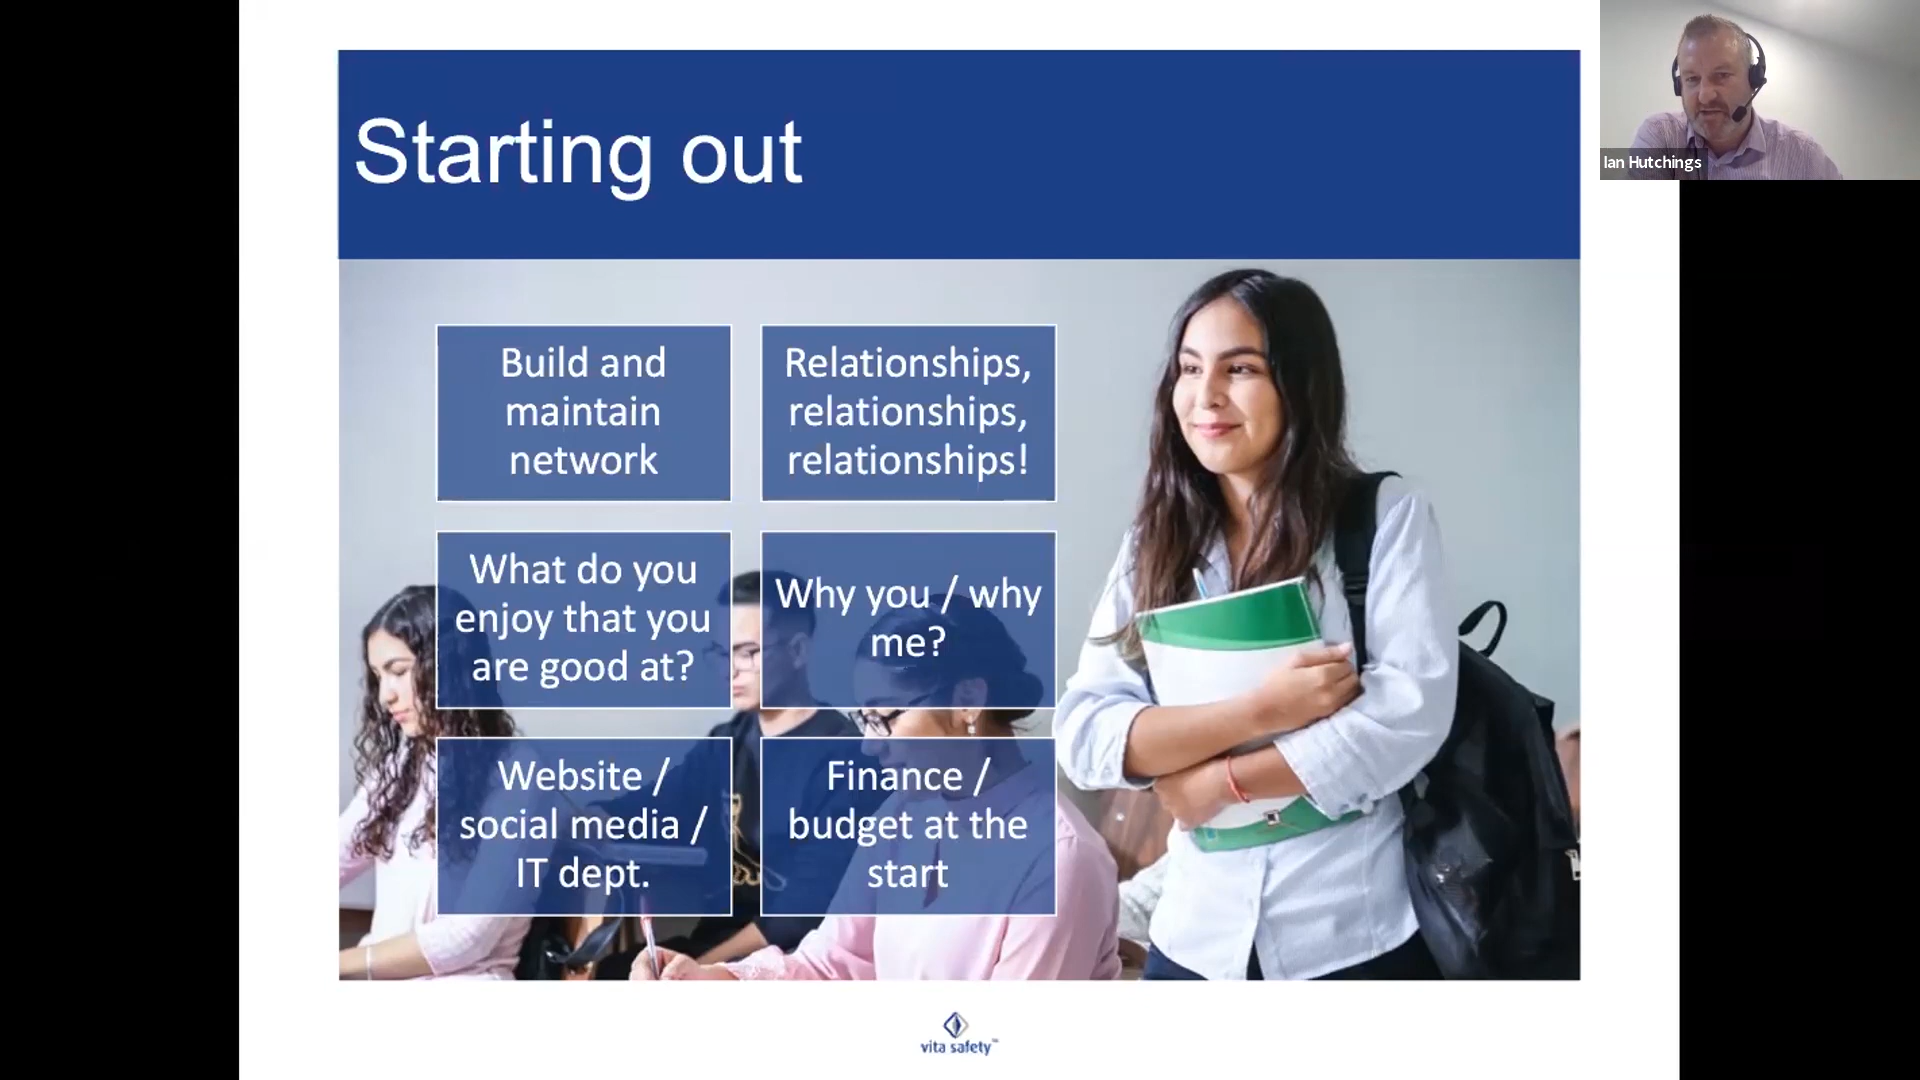 Starting out
Ian Hutchings
Build and
maintain
network
Relationships,
relationships,
relationships!
What do you
enjoy that you
are good at?
Why you / why
me?
Website /
social media /
IT dept.
Finance /
budget at the
start
vita safety™